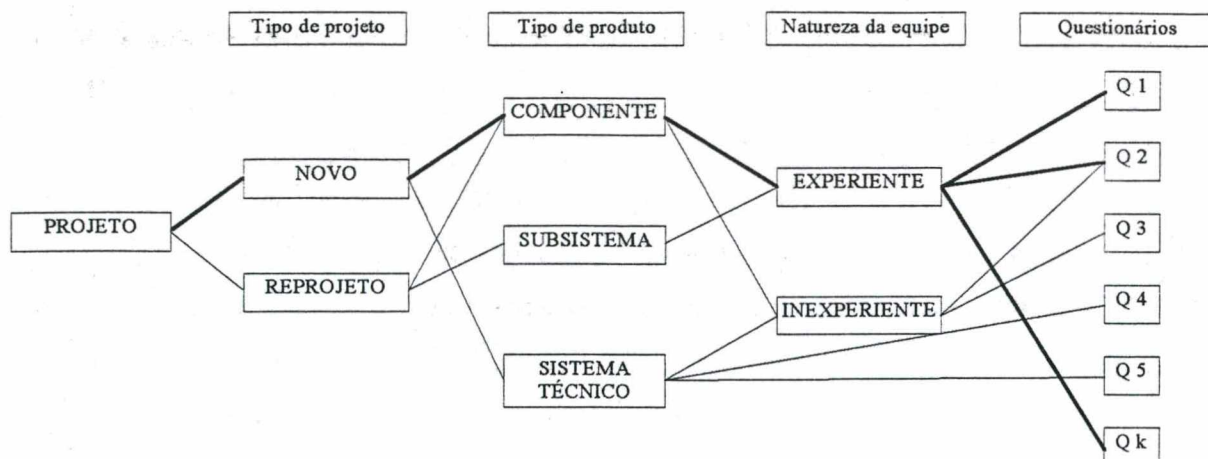 Tipo de projeto
Tipo de produto
Natureza da equipe
Questionários
PROJETO
NOVO
REPROJETO
COMPONENTE
SUBSISTEMA
SISTEMA
TÉCNICO
EXPERIENTE
INEXPERIENTE
Q 1
Q 2
Q 3
Q 4
Q 5
Q k